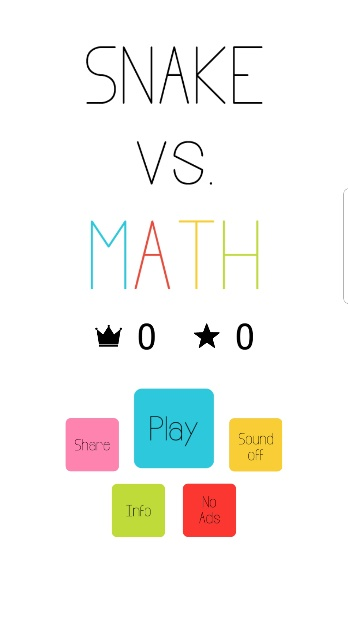 SNAKE
VS.
MATH
0 0
Play
Share
Sound
off
Info
No
Ads